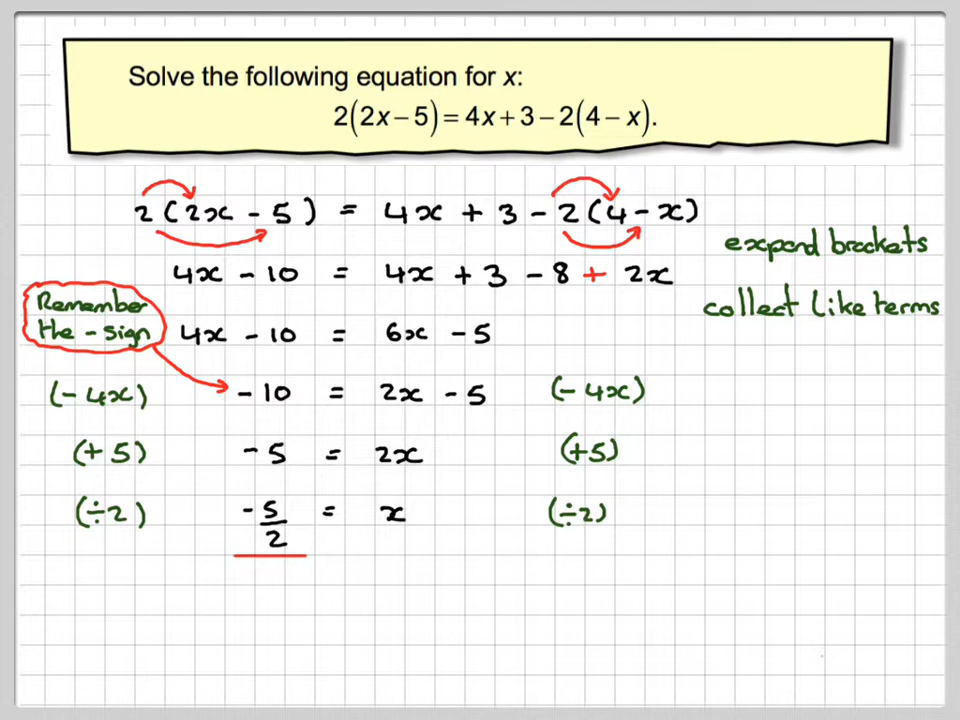 Solve the following equation for x:
2(2x − 5) = 4x + 3 − 2(4 − x).
2(2x - 5) = 4x + 3 - 2(4 - x)
expand brackets
4x - 10 = 4x + 3 - 8 + 2x
collect like terms
Remember
the - sign
4x - 10 = 6x - 5
(- 4x) - 10 = 2x - 5 (- 4x)
(+ 5) - 5 = 2x (+5)
(÷2) -5/2 = x (÷2)